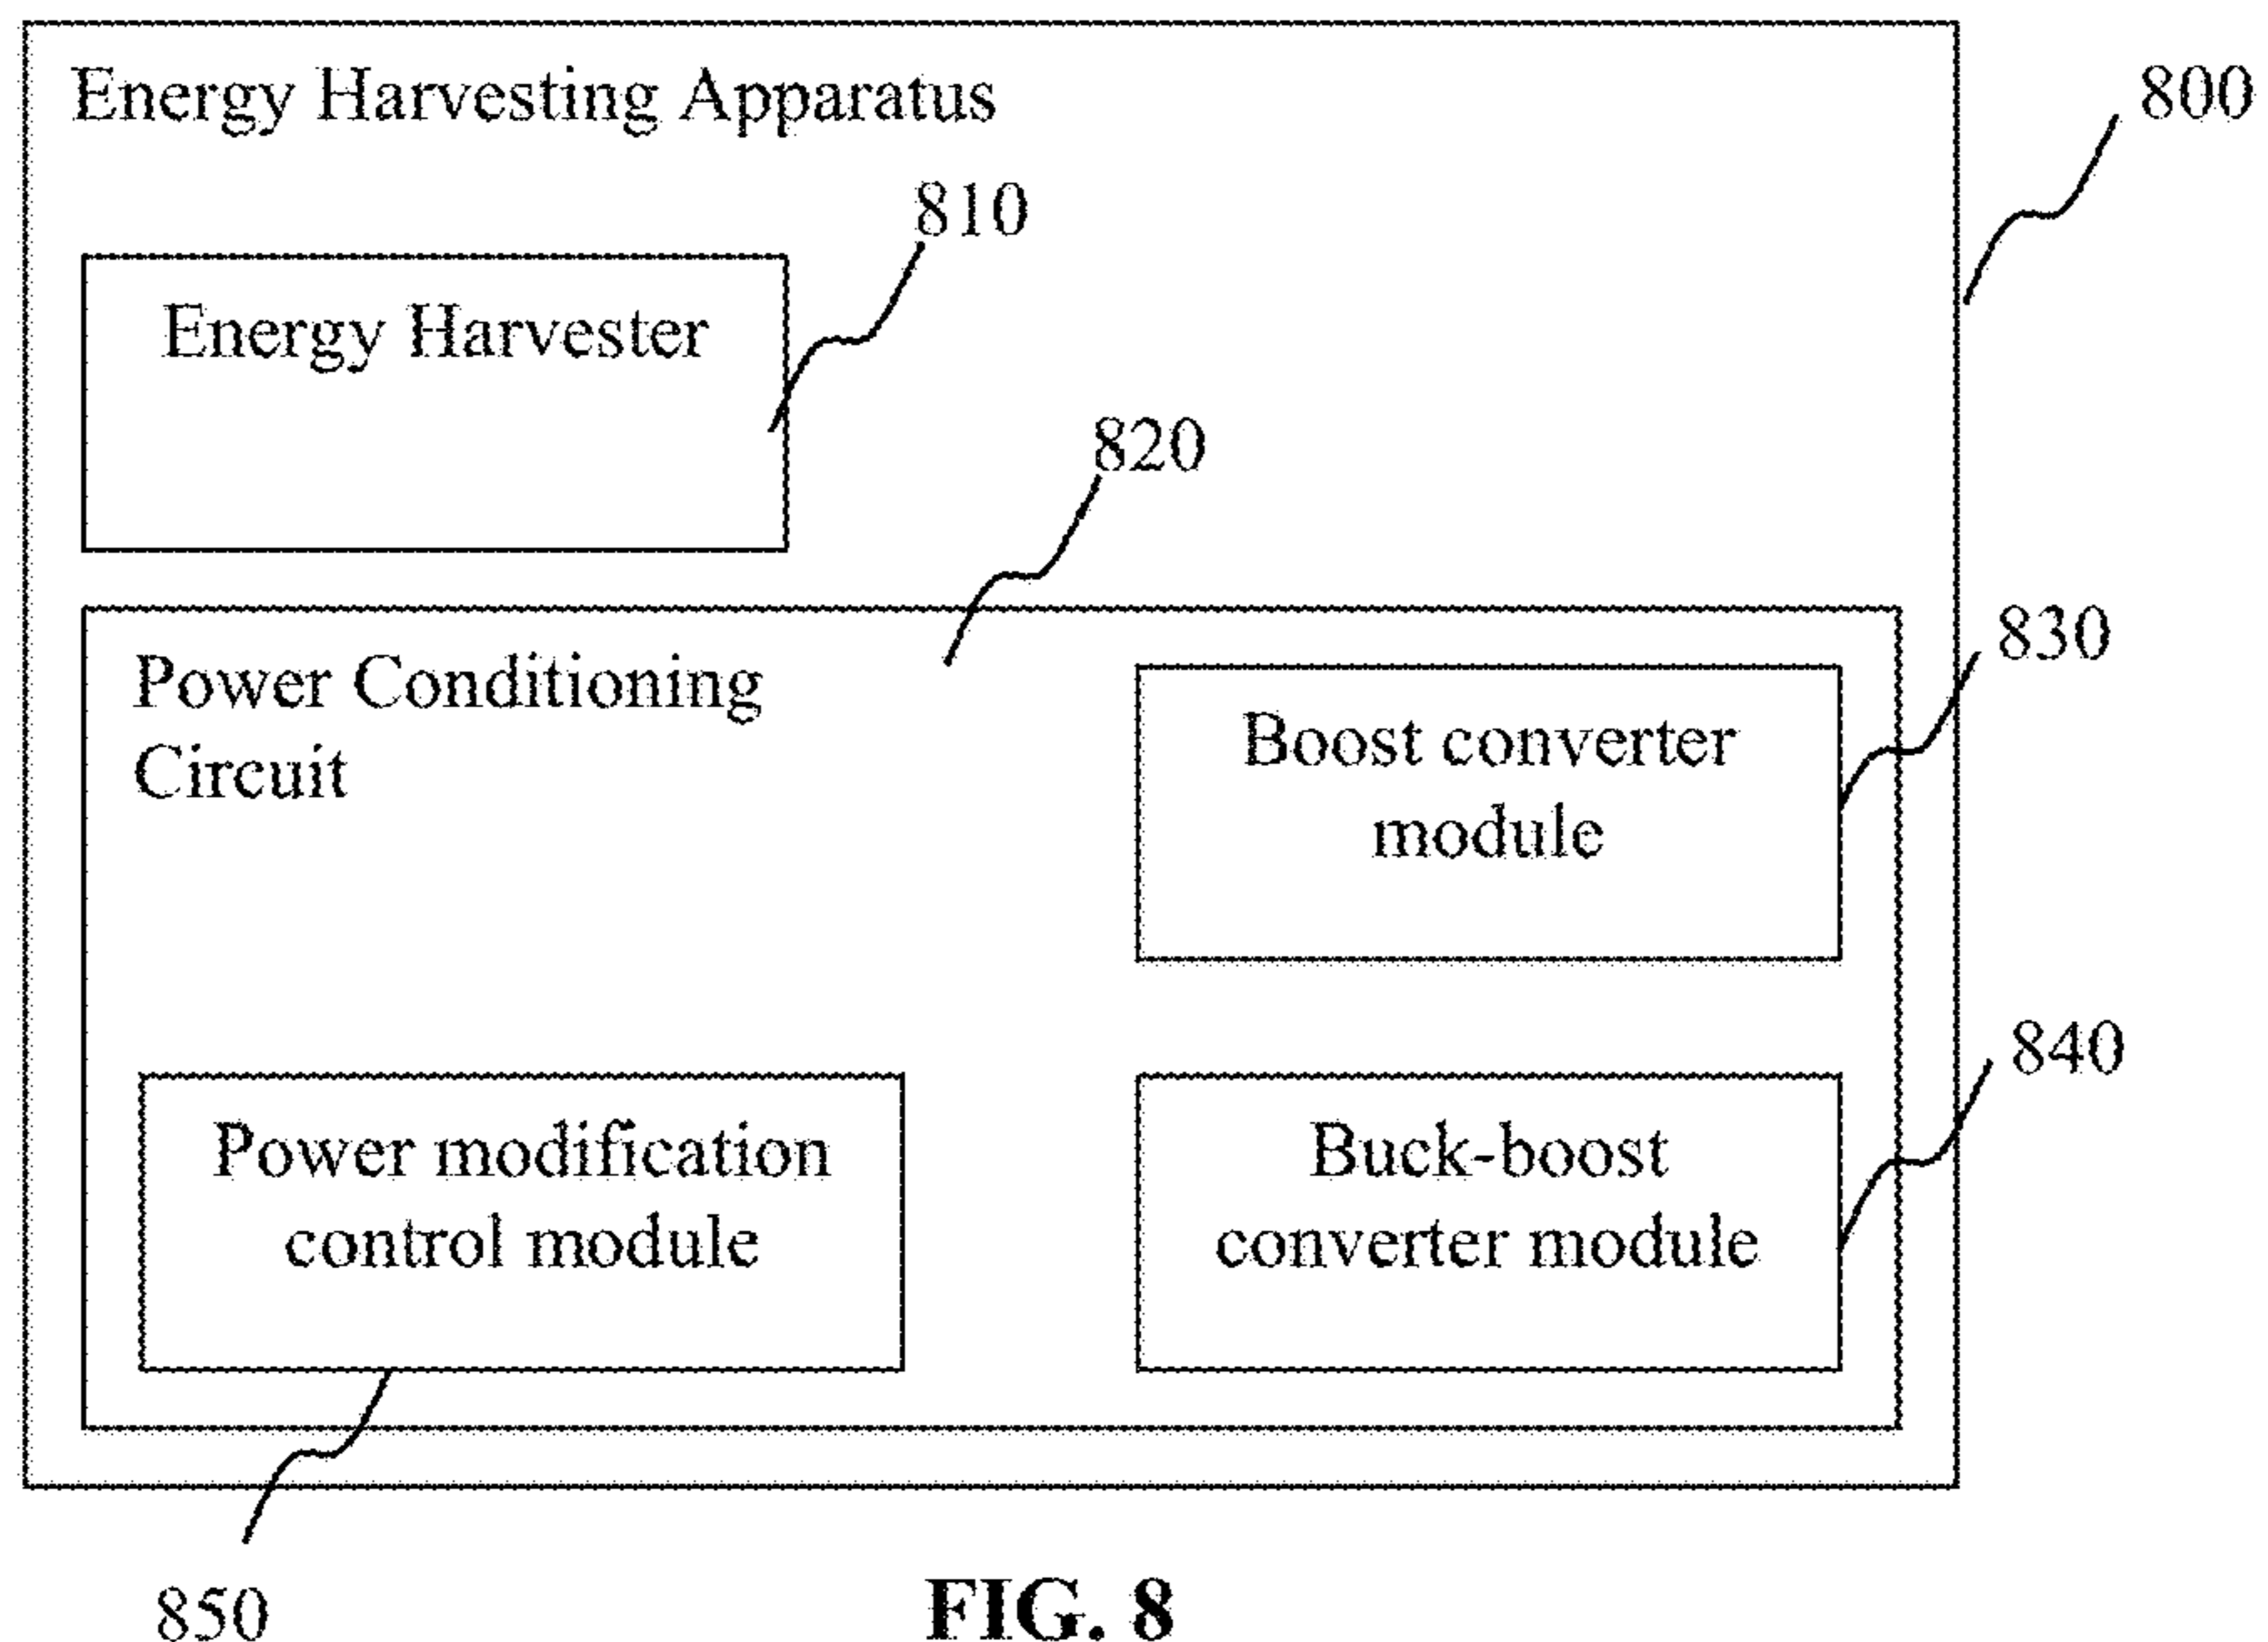 Energy Harvesting Apparatus
800
810
Energy Harvester
820
830
Power Conditioning
Circuit
Boost converter
module
840
Power modification
control module
Buck-boost
converter module
850
FIG. 8